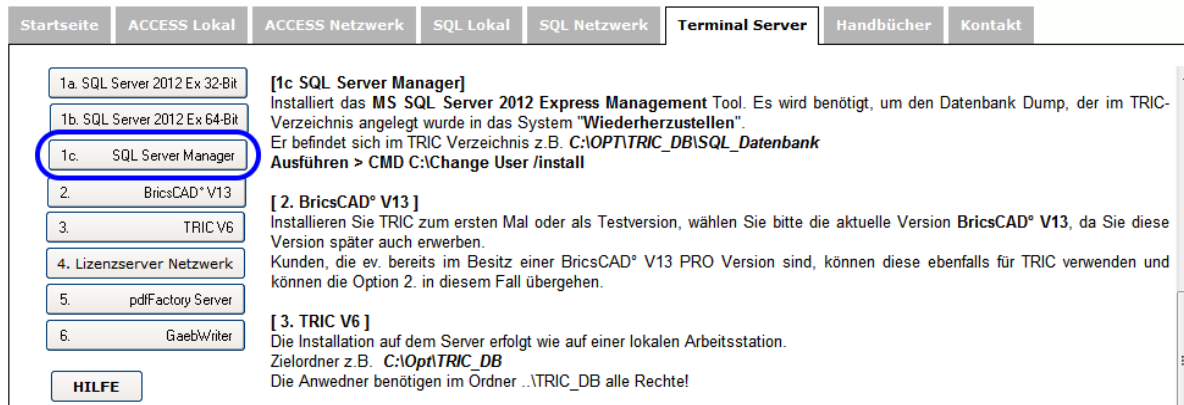 Startseite ACCESS Lokal ACCESS Netzwerk SQL Lokal SQL Netzwerk Terminal Server Handbücher Kontakt
1a. SQL Server 2012 Ex 32-Bit
1b. SQL Server 2012 Ex 64-Bit
1c. SQL Server Manager
2. BricsCAD° V13
3. TRIC V6
4. Lizenzserver Netzwerk
5. pdfFactory Server
6. GaebWriter
HILFE
[1c SQL Server Manager]
Installiert das MS SQL Server 2012 Express Management Tool. Es wird benötigt, um den Datenbank Dump, der im TRIC-
Verzeichnis angelegt wurde in das System "Wiederherzustellen".
Er befindet sich im TRIC Verzeichnis z.B. C:\OPT\TRIC_DB\SQL_Datenbank
Ausführen > CMD C:\Change User /install
[ 2. BricsCAD° V13 ]
Installieren Sie TRIC zum ersten Mal oder als Testversion, wählen Sie bitte die aktuelle Version BricsCAD° V13, da Sie diese
Version später auch erwerben.
Kunden, die ev. bereits im Besitz einer BricsCAD° V13 PRO Version sind, können diese ebenfalls für TRIC verwenden und
können die Option 2. in diesem Fall übergehen.
[ 3. TRIC V6 ]
Die Installation auf dem Server erfolgt wie auf einer lokalen Arbeitsstation.
Zielordner z.B. C:\Opt\TRIC_DB
Die Anwedner benötigen im Ordner ..\TRIC_DB alle Rechte!